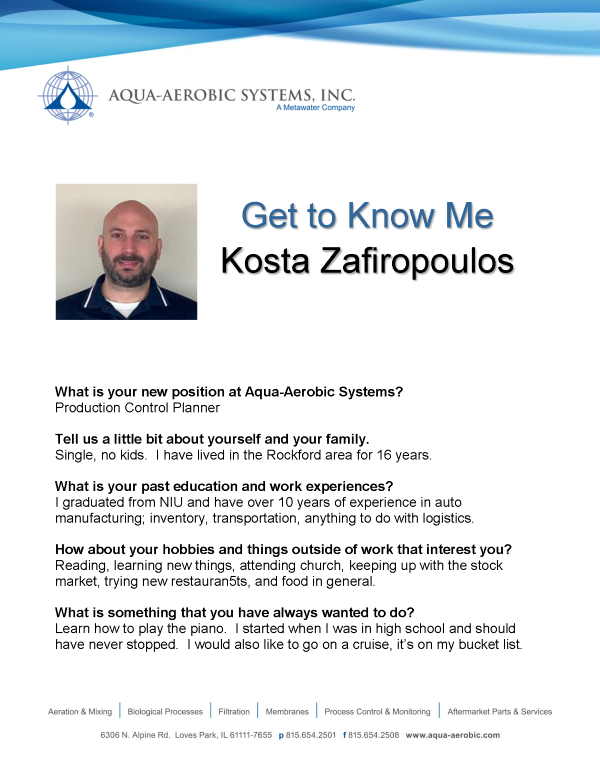 AQUA-AEROBIC SYSTEMS, INC.
A Metawater Company
®
Get to Know Me
Kosta Zafiropoulos
What is your new position at Aqua-Aerobic Systems?
Production Control Planner
Tell us a little bit about yourself and your family.
Single, no kids.  I have lived in the Rockford area for 16 years.
What is your past education and work experiences?
I graduated from NIU and have over 10 years of experience in auto
manufacturing; inventory, transportation, anything to do with logistics.
How about your hobbies and things outside of work that interest you?
Reading, learning new things, attending church, keeping up with the stock
market, trying new restauran5ts, and food in general.
What is something that you have always wanted to do?
Learn how to play the piano.  I started when I was in high school and should
have never stopped.  I would also like to go on a cruise, it’s on my bucket list.
Aeration & Mixing | Biological Processes | Filtration | Membranes | Process Control & Monitoring | Aftermarket Parts & Services
6306 N. Alpine Rd.  Loves Park, IL 61111-7655  p 815.654.2501  f 815.654.2508  www.aqua-aerobic.com